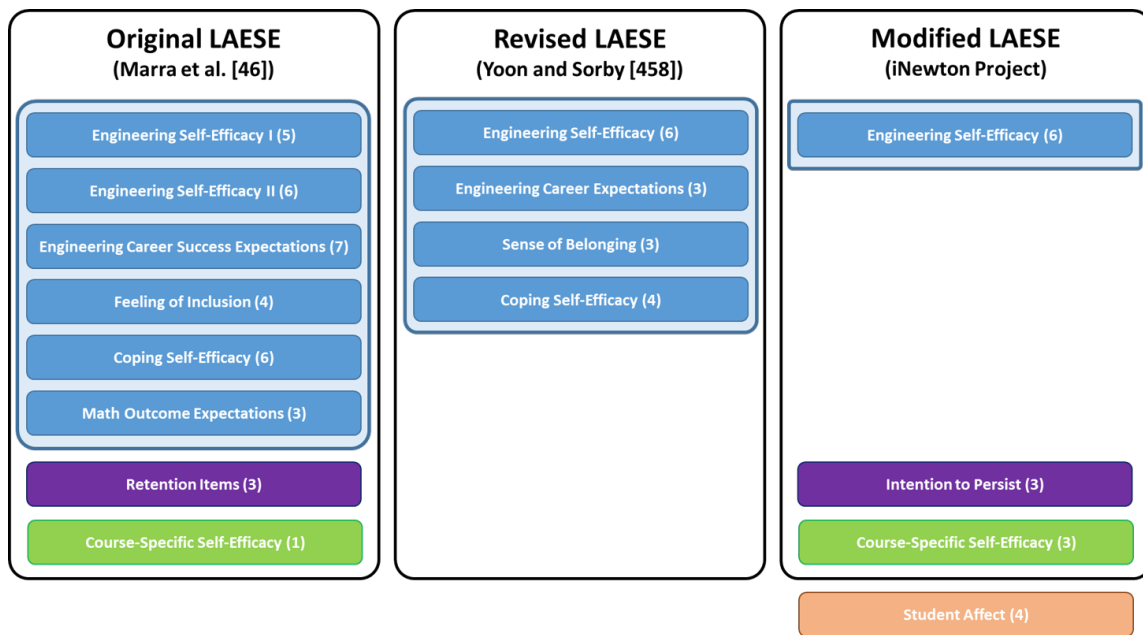 Original LAESE
(Marra et al. [46])
Engineering Self-Efficacy I (5)
Engineering Self-Efficacy II (6)
Engineering Career Success Expectations (7)
Feeling of Inclusion (4)
Coping Self-Efficacy (6)
Math Outcome Expectations (3)
Retention Items (3)
Course-Specific Self-Efficacy (1)
Revised LAESE
(Yoon and Sorby [458])
Engineering Self-Efficacy (6)
Engineering Career Expectations (3)
Sense of Belonging (3)
Coping Self-Efficacy (4)
Modified LAESE
(iNewton Project)
Engineering Self-Efficacy (6)
Intention to Persist (3)
Course-Specific Self-Efficacy (3)
Student Affect (4)